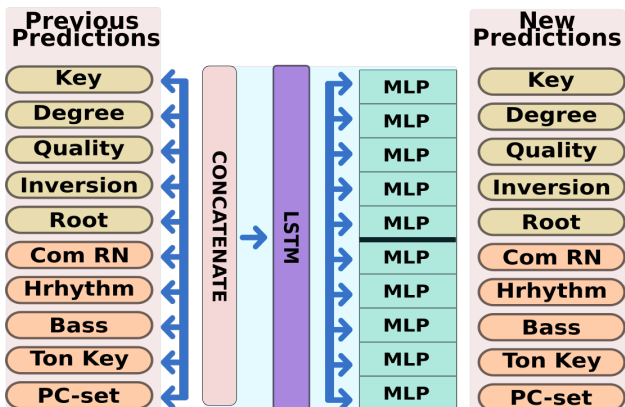 Previous
Predictions
Key
Degree
Quality
Inversion
Root
Com RN
Hrhythm
Bass
Ton Key
PC-set
CONCATENATE
LSTM
MLP
MLP
MLP
MLP
MLP
MLP
MLP
MLP
MLP
MLP
New
Predictions
Key
Degree
Quality
Inversion
Root
Com RN
Hrhythm
Bass
Ton Key
PC-set